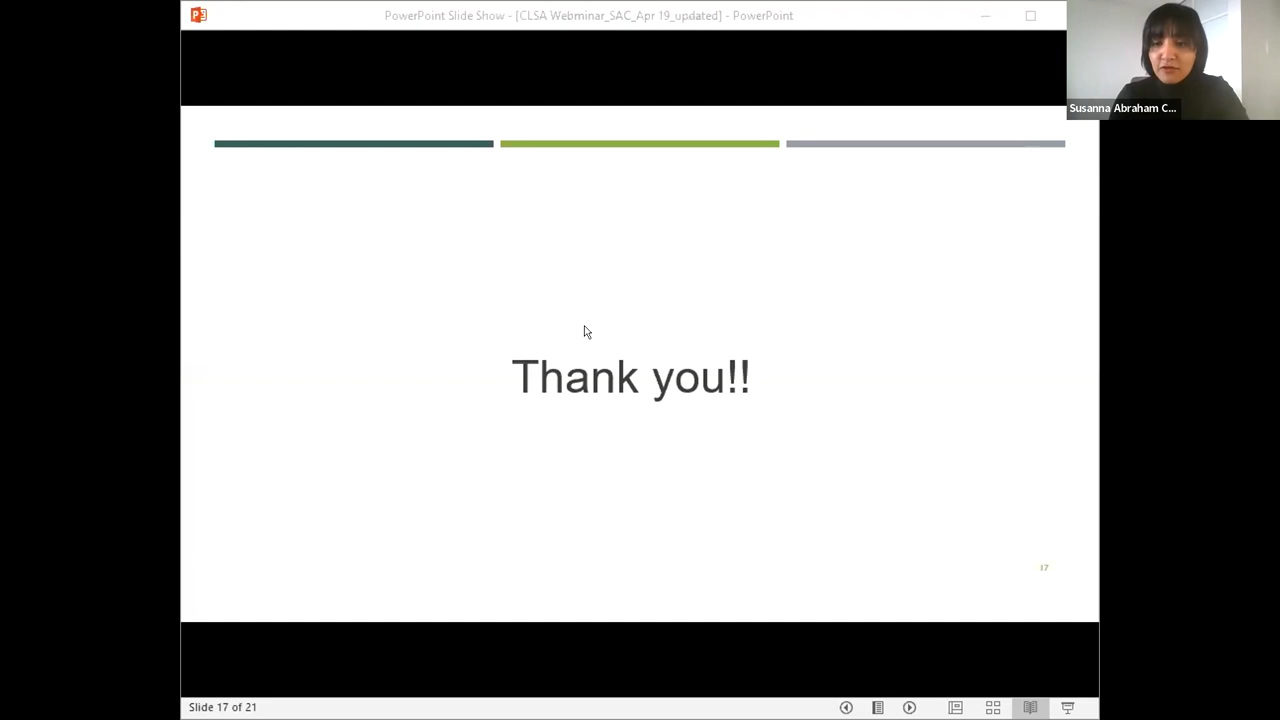 PowerPoint Slide Show - [CLSA Webminar_SAC_Apr 19_updated] - PowerPoint
Susanna Abraham C...
Thank you!!
17
Slide 17 of 21